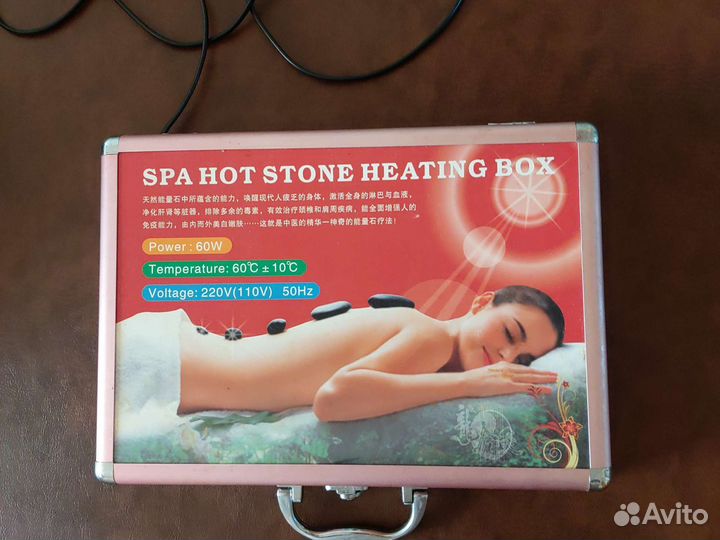 SPA HOT STONE HEATING BOX
天然能量石中所蕴含的能力，唤醒现代人疲乏的身体，激活全身的淋巴与血液，
净化肝肾等脏器，排除多余的毒素，有效治疗颈椎和肩周疾病，能全面增强人的
免疫能力，由内而外美白嫩肤……这就是中医的精华一神奇的能量石疗法！
Power : 60W
Temperature: 60℃ ± 10℃
Voltage: 220V(110V) 50Hz
Avito